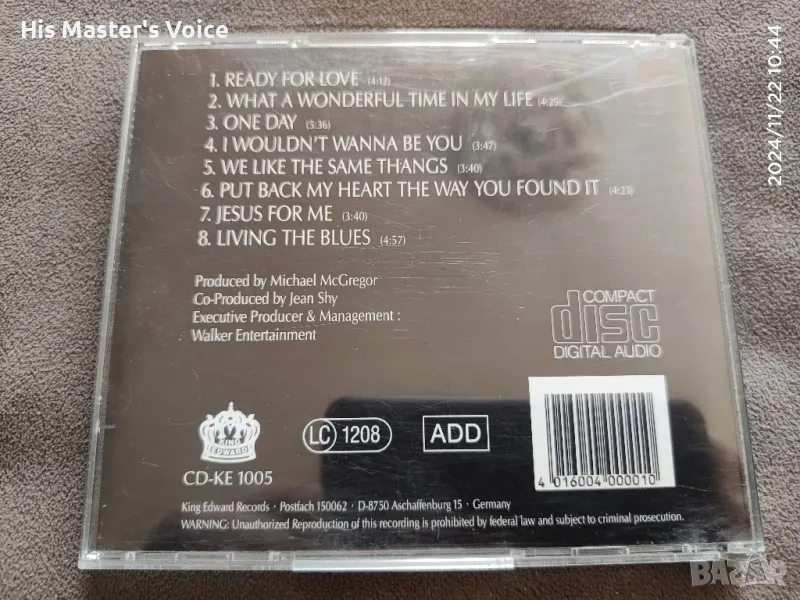 His Master's Voice
2024/11/22 10:44
1. READY FOR LOVE (4:12)
2. WHAT A WONDERFUL TIME IN MY LIFE (4:25)
3. ONE DAY (5:36)
4. I WOULDN'T WANNA BE YOU (3:47)
5. WE LIKE THE SAME THANGS (3:40)
6. PUT BACK MY HEART THE WAY YOU FOUND IT (4:23)
7. JESUS FOR ME (3:40)
8. LIVING THE BLUES (4:57)
Produced by Michael McGregor
Co-Produced by Jean Shy
Executive Producer & Management :
Walker Entertainment
COMPACT
disc
DIGITAL AUDIO
KING
EDWARD
LC 1208
ADD
CD-KE 1005
4 016004 000010
King Edward Records · Postfach 150062 · D-8750 Aschaffenburg 15 · Germany
WARNING: Unauthorized Reproduction of this recording is prohibited by federal law and subject to criminal prosecution.
BAZAR